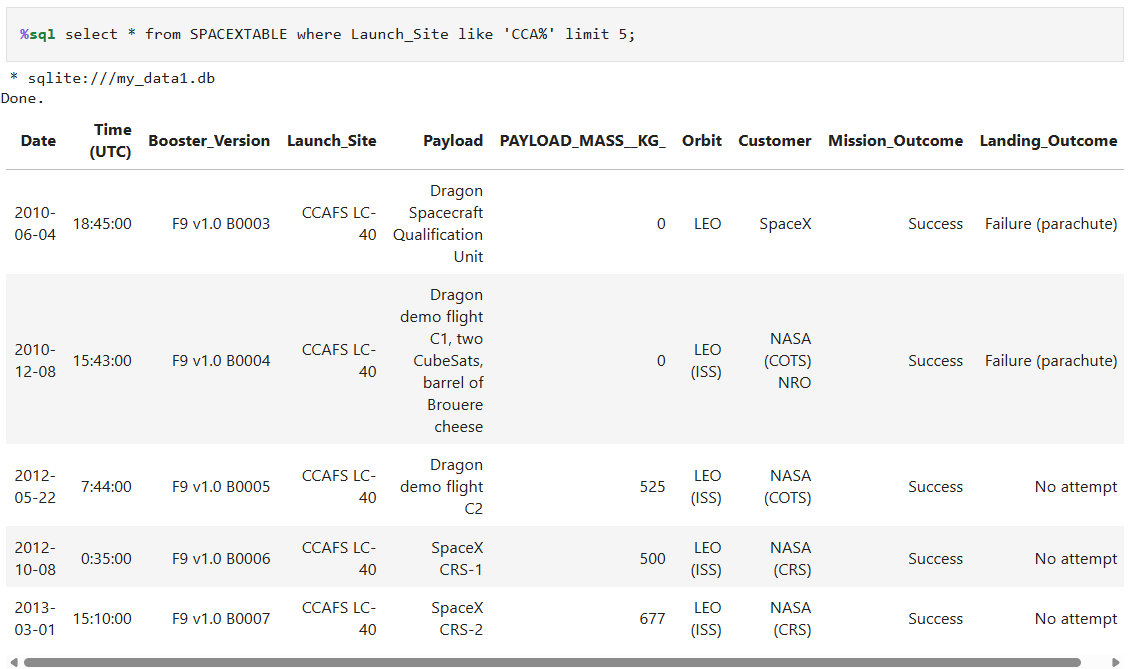 %sql select * from SPACEXTABLE where Launch_Site like 'CCA%' limit 5;
* sqlite:///my_data1.db
Done.
Date Time (UTC) Booster_Version Launch_Site Payload PAYLOAD_MASS__KG_ Orbit Customer Mission_Outcome Landing_Outcome
2010-06-04 18:45:00 F9 v1.0 B0003 CCAFS LC-40 Dragon Spacecraft Qualification Unit 0 LEO SpaceX Success Failure (parachute)
2010-12-08 15:43:00 F9 v1.0 B0004 CCAFS LC-40 Dragon demo flight C1, two CubeSats, barrel of Brouere cheese 0 LEO (ISS) NASA (COTS) NRO Success Failure (parachute)
2012-05-22 7:44:00 F9 v1.0 B0005 CCAFS LC-40 Dragon demo flight C2 525 LEO (ISS) NASA (COTS) Success No attempt
2012-10-08 0:35:00 F9 v1.0 B0006 CCAFS LC-40 SpaceX CRS-1 500 LEO (ISS) NASA (CRS) Success No attempt
2013-03-01 15:10:00 F9 v1.0 B0007 CCAFS LC-40 SpaceX CRS-2 677 LEO (ISS) NASA (CRS) Success No attempt